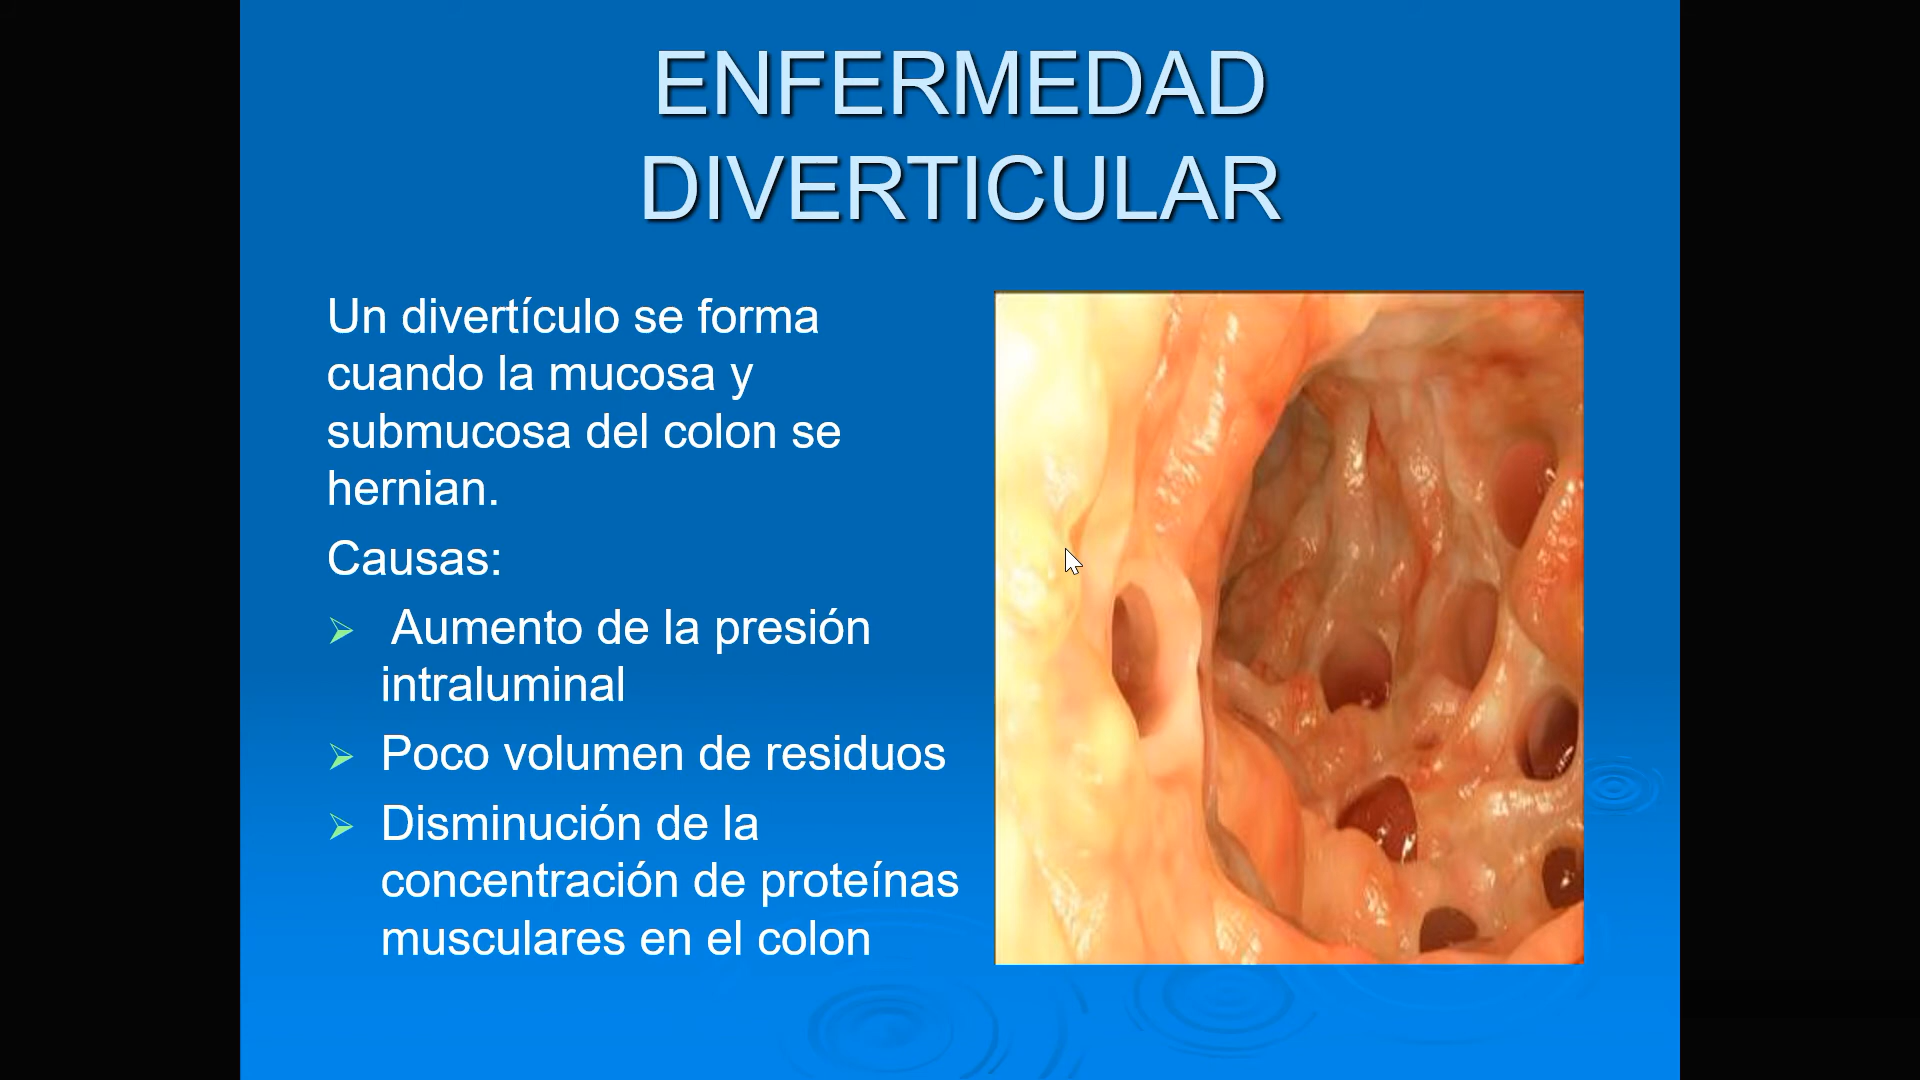 ENFERMEDAD
DIVERTICULAR
Un divertículo se forma
cuando la mucosa y
submucosa del colon se
hernian.
Causas:
Aumento de la presión
intraluminal
Poco volumen de residuos
Disminución de la
concentración de proteínas
musculares en el colon